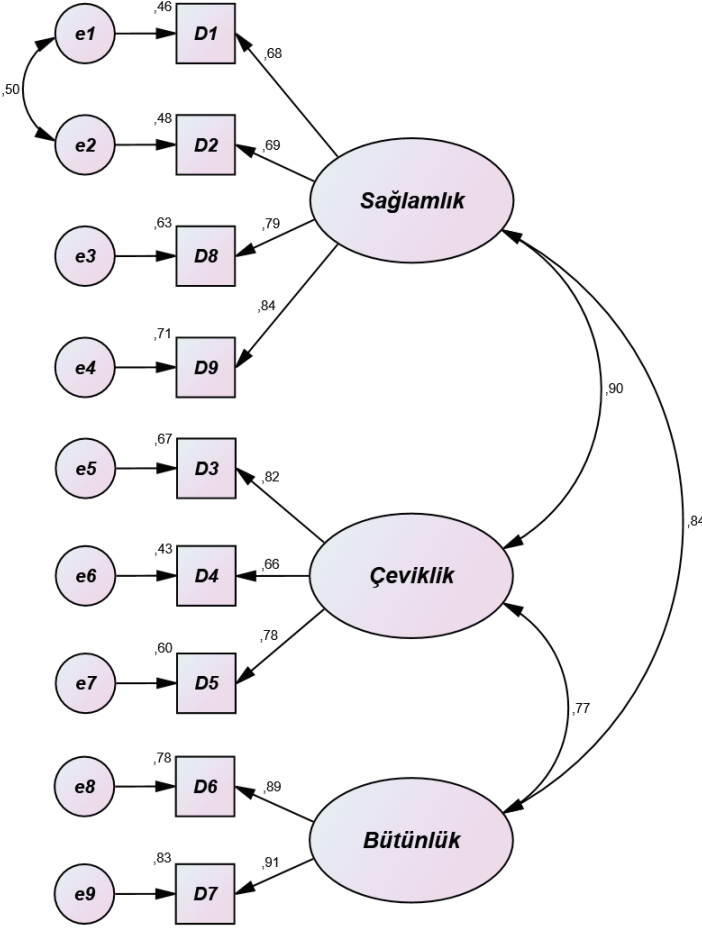 ,46
e1
D1
,68
,50
,48
e2
D2
,69
Sağlamlık
,63
e3
D8
,79
,71
e4
D9
,84
,90
,67
e5
D3
,82
,84
,43
e6
D4
,66
Çeviklik
,60
e7
D5
,78
,77
,78
e8
D6
,89
Bütünlük
,83
e9
D7
,91